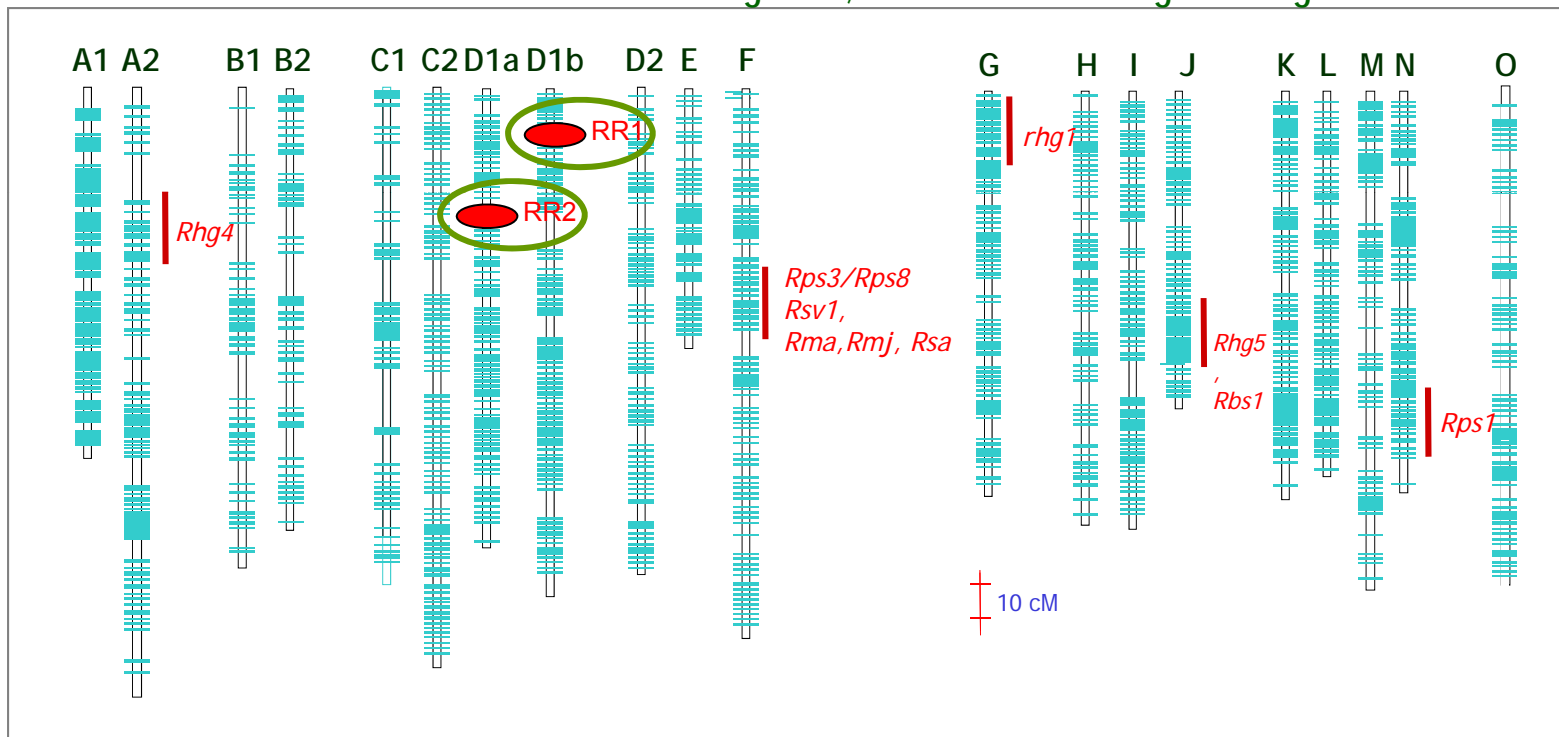 A1 A2 B1 B2 C1 C2 D1a D1b D2 E F G H I J K L M N O
RR1
rhg1
RR2
Rhg4
Rps3/Rps8
Rsv1,
Rma,Rmj, Rsa
Rhg5
,
Rbs1
Rps1
10 cM